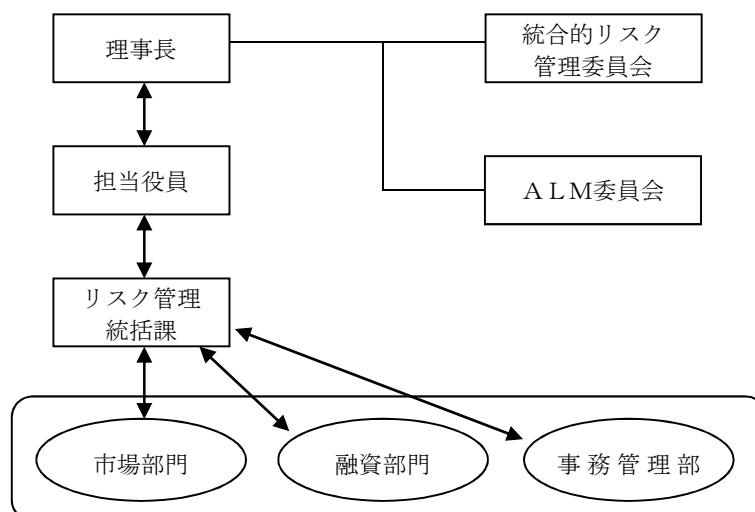 理事長
統合的リスク
管理委員会
担当役員
ＡＬＭ委員会
リスク管理
統括課
市場部門
融資部門
事務管理部